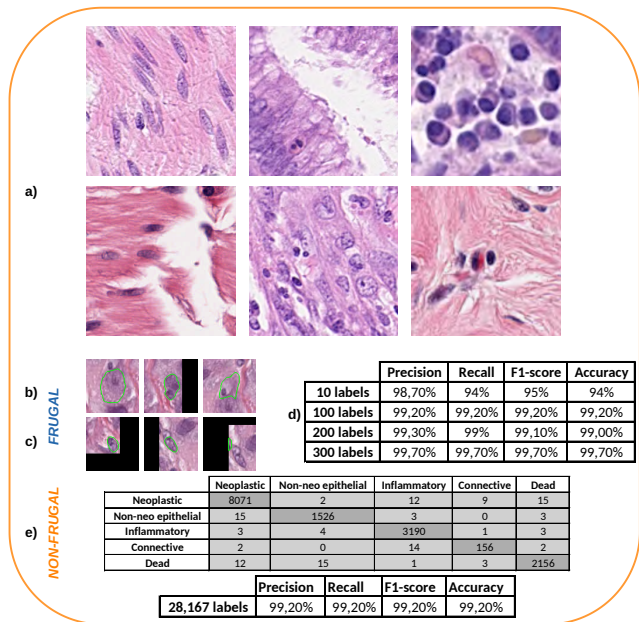 a)
b)
c)
FRUGAL
d)
Precision Recall F1-score Accuracy
10 labels 98,70% 94% 95% 94%
100 labels 99,20% 99,20% 99,20% 99,20%
200 labels 99,30% 99% 99,10% 99,00%
300 labels 99,70% 99,70% 99,70% 99,70%
e)
NON-FRUGAL
Neoplastic Non-neo epithelial Inflammatory Connective Dead
Neoplastic 8071 2 12 9 15
Non-neo epithelial 15 1526 3 0 3
Inflammatory 3 4 3190 1 3
Connective 2 0 14 156 2
Dead 12 15 1 3 2156
Precision Recall F1-score Accuracy
28,167 labels 99,20% 99,20% 99,20% 99,20%